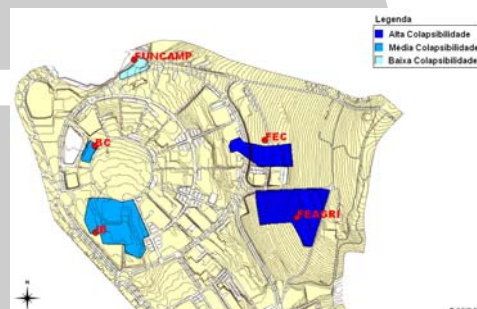 Legenda
Alta Colapsibilidade
Média Colapsibilidade
Baixa Colapsibilidade
FUNCAMP
BC
FEC
FEAGRI
IB
N